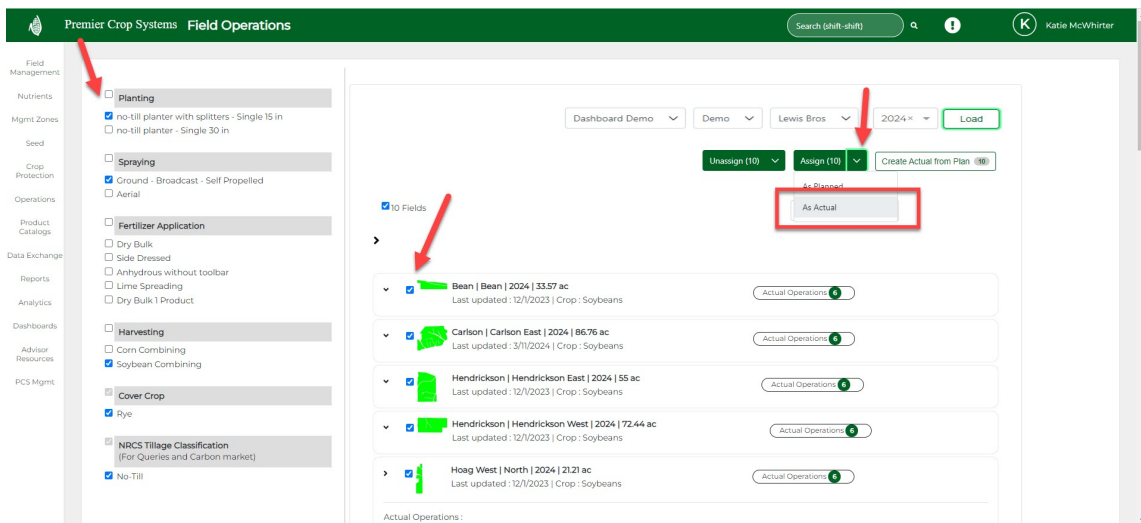 Premier Crop Systems Field Operations
Search (shift-shift)
K Katie McWhirter
Field
Management
Nutrients
Mgmt Zones
Seed
Crop
Protection
Operations
Product
Catalogs
Data Exchange
Reports
Analytics
Dashboards
Advisor
Resources
PCS Mgmt
Planting
no-till planter with splitters - Single 15 in
no-till planter - Single 30 in
Spraying
Ground - Broadcast - Self Propelled
Aerial
Fertilizer Application
Dry Bulk
Side Dressed
Anhydrous without toolbar
Lime Spreading
Dry Bulk 1 Product
Harvesting
Corn Combining
Soybean Combining
Cover Crop
Rye
NRCS Tillage Classification
(For Queries and Carbon market)
No-Till
Dashboard Demo Demo Lewis Bros 2024× Load
Unassign (10) Assign (10) Create Actual from Plan 10
As Planned
As Actual
10 Fields
Bean | Bean | 2024 | 33.57 ac
Last updated : 12/1/2023 | Crop : Soybeans
Actual Operations 6
Carlson | Carlson East | 2024 | 86.76 ac
Last updated : 3/11/2024 | Crop : Soybeans
Actual Operations 6
Hendrickson | Hendrickson East | 2024 | 55 ac
Last updated : 12/1/2023 | Crop : Soybeans
Actual Operations 6
Hendrickson | Hendrickson West | 2024 | 72.44 ac
Last updated : 12/1/2023 | Crop : Soybeans
Actual Operations 6
Hoag West | North | 2024 | 21.21 ac
Last updated : 12/1/2023 | Crop : Soybeans
Actual Operations 6
Actual Operations :